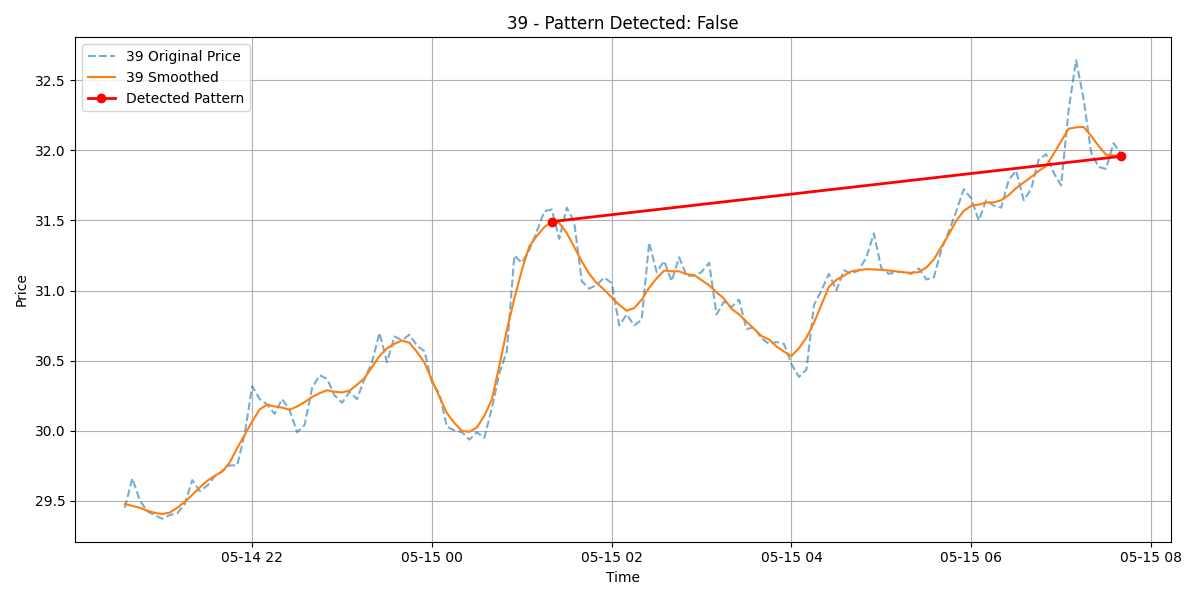 39 - Pattern Detected: False
39 Original Price
39 Smoothed
Detected Pattern
Price
32.5
32.0
31.5
31.0
30.5
30.0
29.5
05-14 22
05-15 00
05-15 02
05-15 04
05-15 06
05-15 08
Time